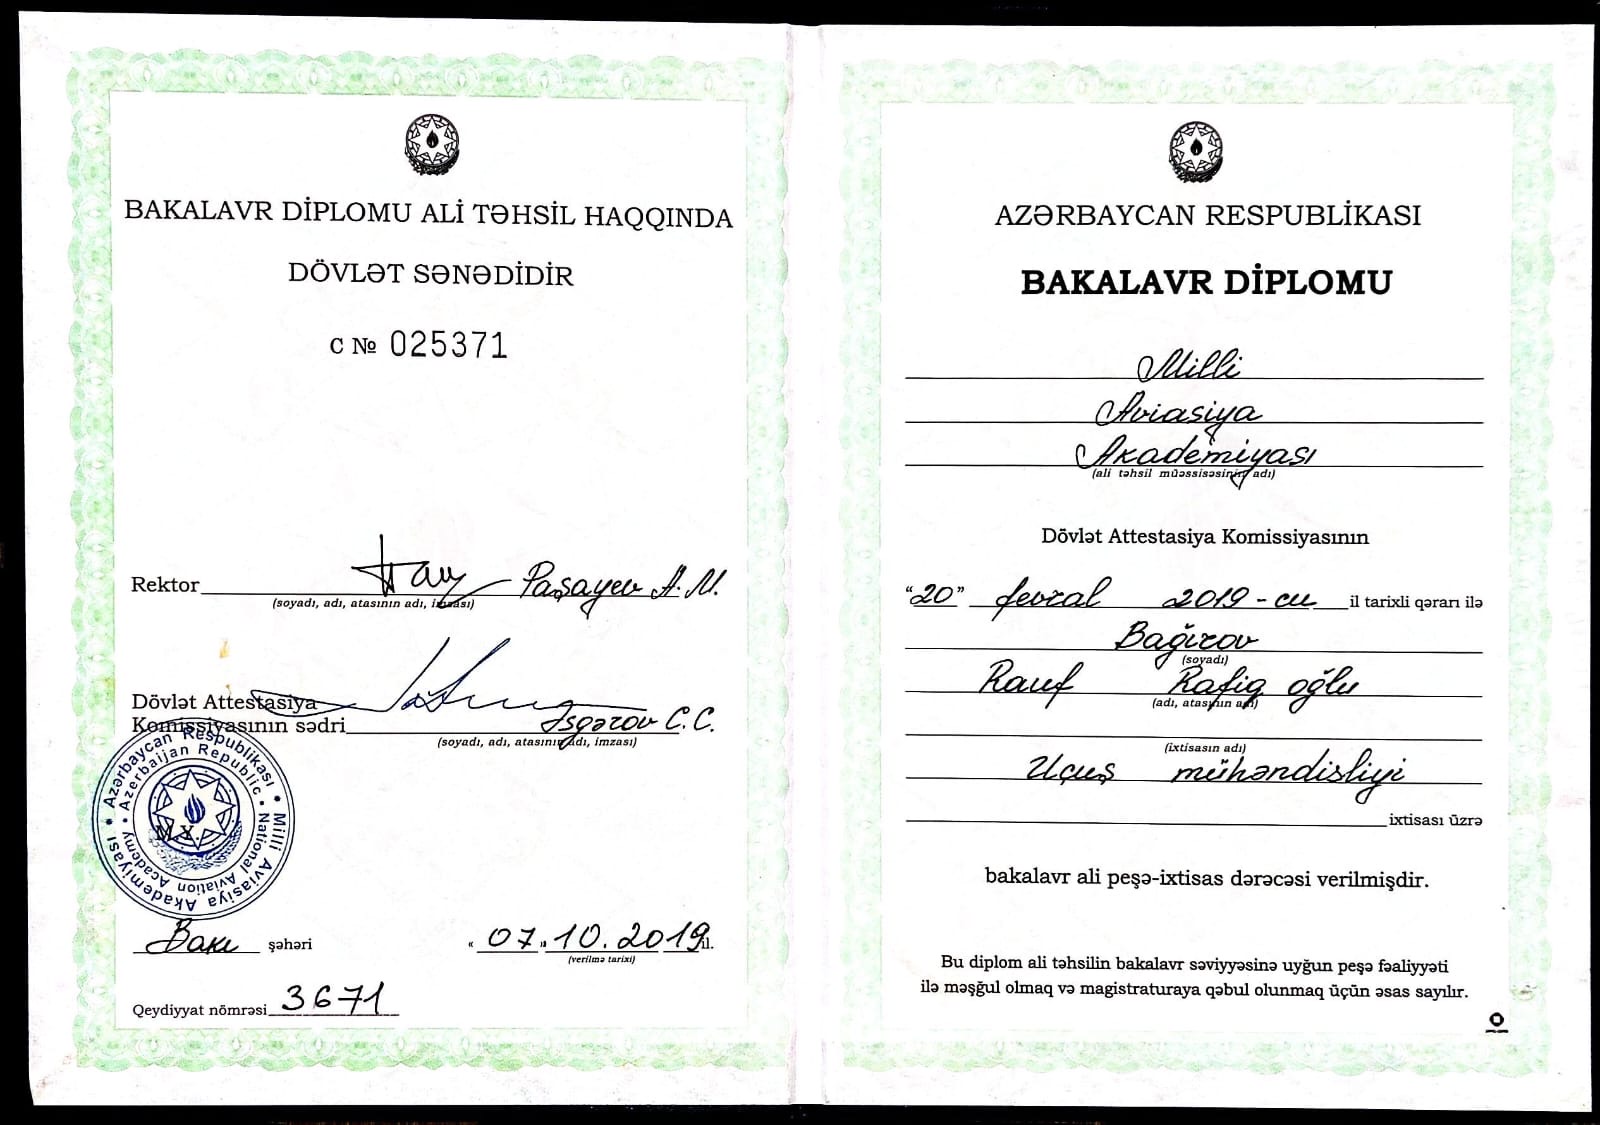 BAKALAVR DİPLOMU ALİ TƏHSİL HAQQINDA
DÖVLƏT SƏNƏDİDİR
C № 025371
Rektor Paşayev A.M.
(soyadı, adı, atasının adı, imzası)
Dövlət Attestasiya
Komissiyasının sədri Əsgərov C.C.
(soyadı, adı, atasının adı, imzası)
Azərbaycan Respublikası • Milli Aviasiya Akademiyası •
Azerbaijan Republic • National Aviation Academy •
M.Y.
Bakı şəhəri
« 07 » 10. 2019 il.
(verilmə tarixi)
Qeydiyyat nömrəsi 3671
AZƏRBAYCAN RESPUBLİKASI
BAKALAVR DİPLOMU
Milli
Aviasiya
Akademiyası
(ali təhsil müəssisəsinin adı)
Dövlət Attestasiya Komissiyasının
“20” fevral 2019-cu il tarixli qərarı ilə
Bağırov
(soyadı)
Rauf Rafiq oğlu
(adı, atasının adı)
(ixtisasın adı)
Uçuş mühəndisliyi
ixtisası üzrə
bakalavr ali peşə-ixtisas dərəcəsi verilmişdir.
Bu diplom ali təhsilin bakalavr səviyyəsinə uyğun peşə fəaliyyəti
ilə məşğul olmaq və magistraturaya qəbul olunmaq üçün əsas sayılır.